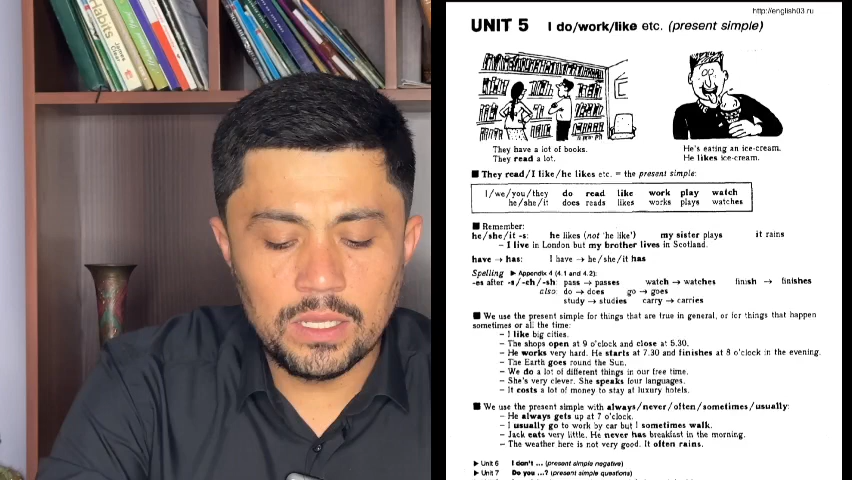 Habits
James Clear
http://english03.ru
UNIT 5 I do/work/like etc. (present simple)
They have a lot of books.
They read a lot.
He's eating an ice-cream.
He likes ice-cream.
■ They read/I like/he likes etc. = the present simple:
I/we/you/they do read like work play watch
he/she/it does reads likes works plays watches
■ Remember:
he/she/it -s: he likes (not 'he like') my sister plays it rains
– I live in London but my brother lives in Scotland.
have → has: I have → he/she/it has
Spelling ▶ Appendix 4 (4.1 and 4.2):
-es after -s/-ch/-sh: pass → passes watch → watches finish → finishes
also: do → does go → goes
study → studies carry → carries
■ We use the present simple for things that are true in general, or for things that happen
sometimes or all the time:
– I like big cities.
– The shops open at 9 o'clock and close at 5.30.
– He works very hard. He starts at 7.30 and finishes at 8 o'clock in the evening.
– The Earth goes round the Sun.
– We do a lot of different things in our free time.
– She's very clever. She speaks four languages.
– It costs a lot of money to stay at luxury hotels.
■ We use the present simple with always/never/often/sometimes/usually:
– He always gets up at 7 o'clock.
– I usually go to work by car but I sometimes walk.
– Jack eats very little. He never has breakfast in the morning.
– The weather here is not very good. It often rains.
▶ Unit 6 I don't ... (present simple negative)
▶ Unit 7 Do you ...? (present simple questions)